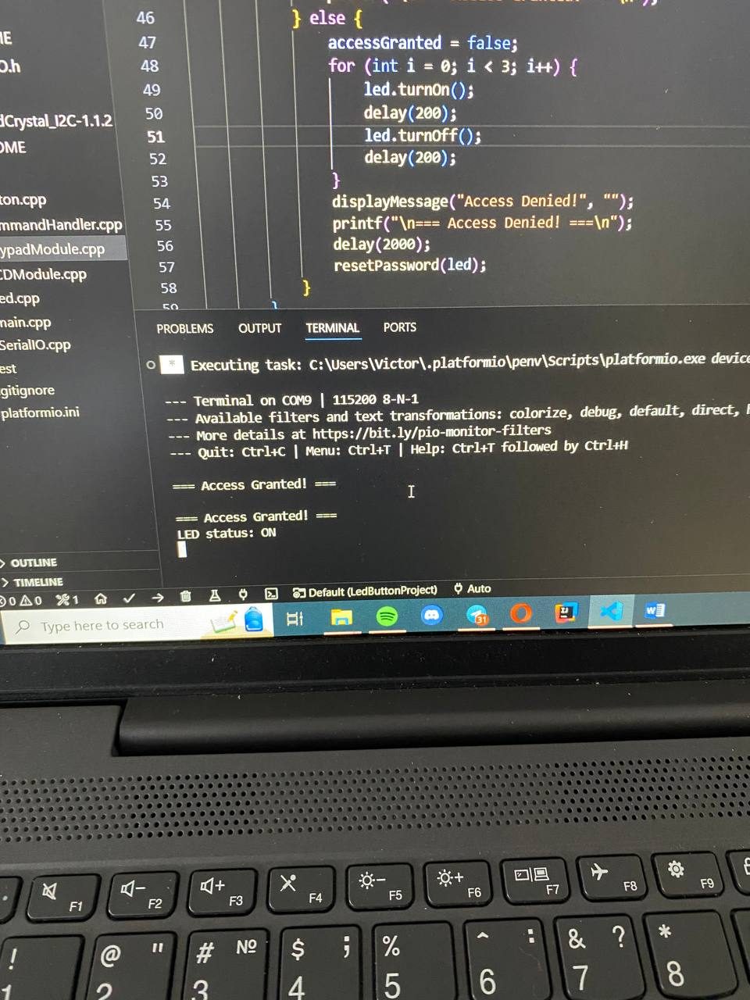 46 } else {
47 accessGranted = false;
48 for (int i = 0; i < 3; i++) {
49 led.turnOn();
50 delay(200);
51 led.turnOff();
52 delay(200);
53 }
54 displayMessage("Access Denied!", "");
55 printf("\n=== Access Denied! ===\n");
56 delay(2000);
57 resetPassword(led);
58 }
59 }
ME
O.h
dCrystal_I2C-1.1.2
OME
ton.cpp
mmandHandler.cpp
ypadModule.cpp
CDModule.cpp
ed.cpp
main.cpp
SerialIO.cpp
est
gitignore
platformio.ini
> OUTLINE
> TIMELINE
PROBLEMS OUTPUT TERMINAL PORTS
* Executing task: C:\Users\Victor\.platformio\penv\Scripts\platformio.exe device
--- Terminal on COM9 | 115200 8-N-1
--- Available filters and text transformations: colorize, debug, default, direct,
--- More details at https://bit.ly/pio-monitor-filters
--- Quit: Ctrl+C | Menu: Ctrl+T | Help: Ctrl+T followed by Ctrl+H
=== Access Granted! ===
=== Access Granted! ===
LED status: ON
0 0 1 Default (LedButtonProject) Auto
Type here to search 31 IJ W
F1 F2 F3 F4 F5 F6 F7 F8 F9
! @ " # № $ ; % ^ : & ? *
1 2 3 4 5 6 7 8